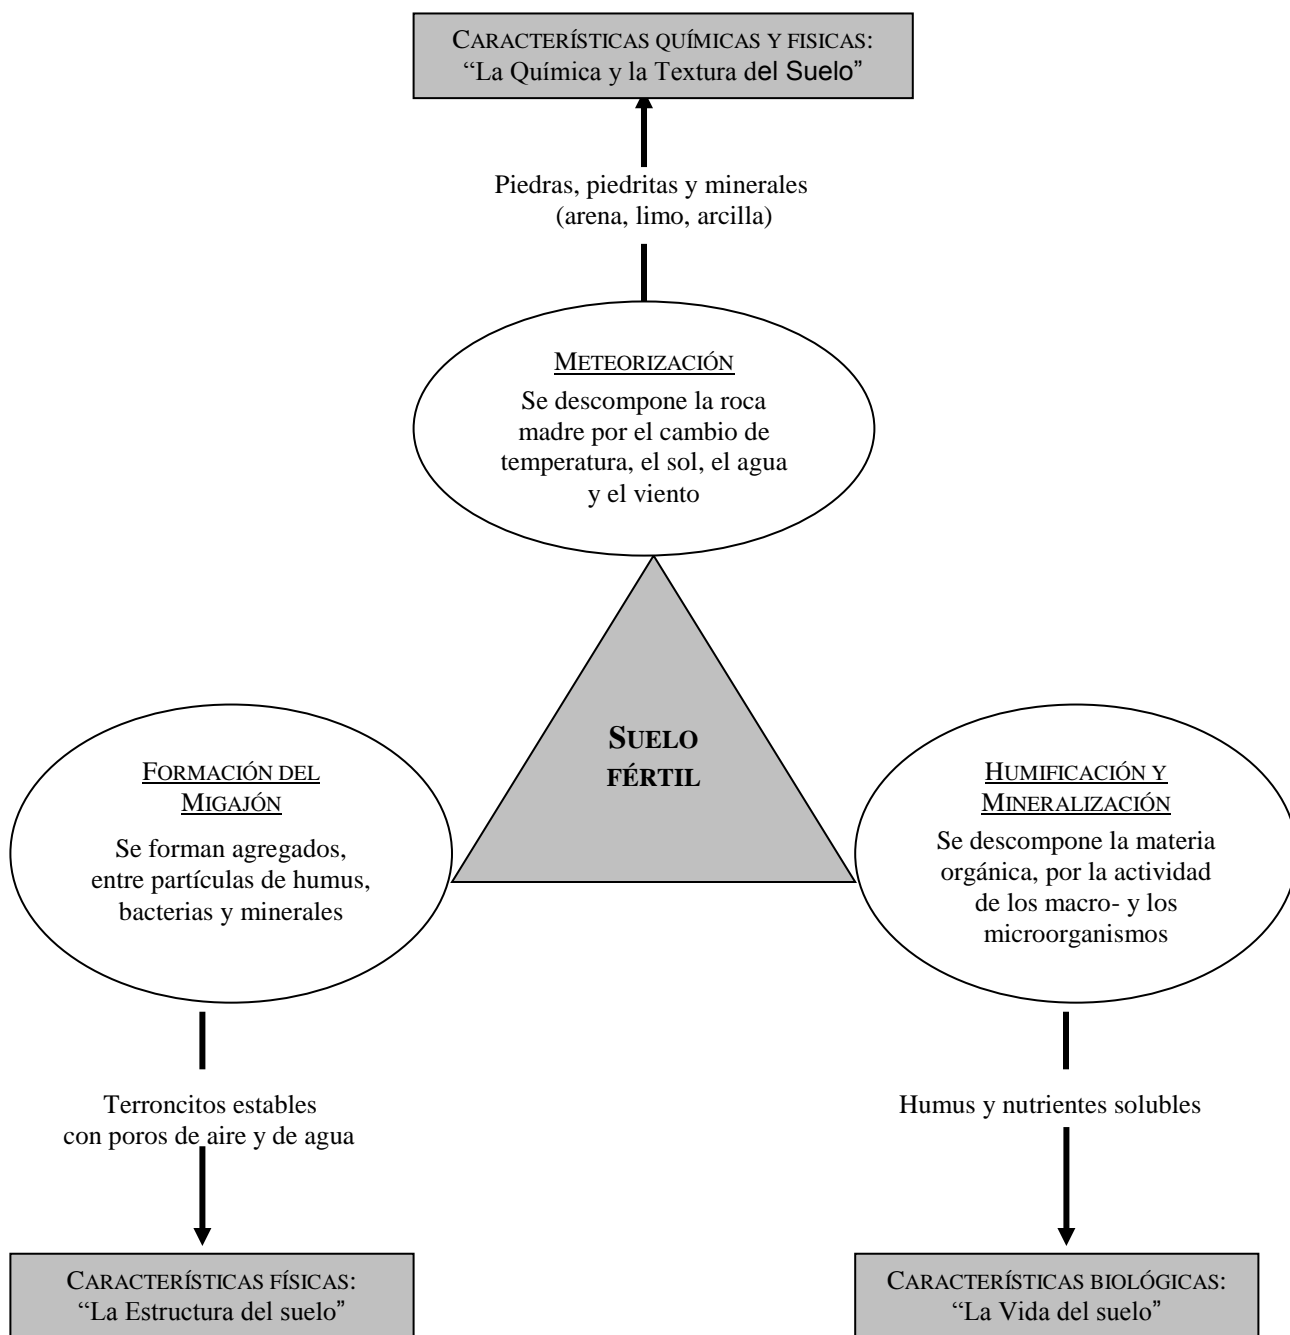 CARACTERÍSTICAS QUÍMICAS Y FISICAS:
“La Química y la Textura del Suelo”
Piedras, piedritas y minerales
(arena, limo, arcilla)
METEORIZACIÓN
Se descompone la roca
madre por el cambio de
temperatura, el sol, el agua
y el viento
SUELO
FÉRTIL
FORMACIÓN DEL
MIGAJÓN
Se forman agregados,
entre partículas de humus,
bacterias y minerales
HUMIFICACIÓN Y
MINERALIZACIÓN
Se descompone la materia
orgánica, por la actividad
de los macro- y los
microorganismos
Terroncitos estables
con poros de aire y de agua
Humus y nutrientes solubles
CARACTERÍSTICAS FÍSICAS:
“La Estructura del suelo”
CARACTERÍSTICAS BIOLÓGICAS:
“La Vida del suelo”